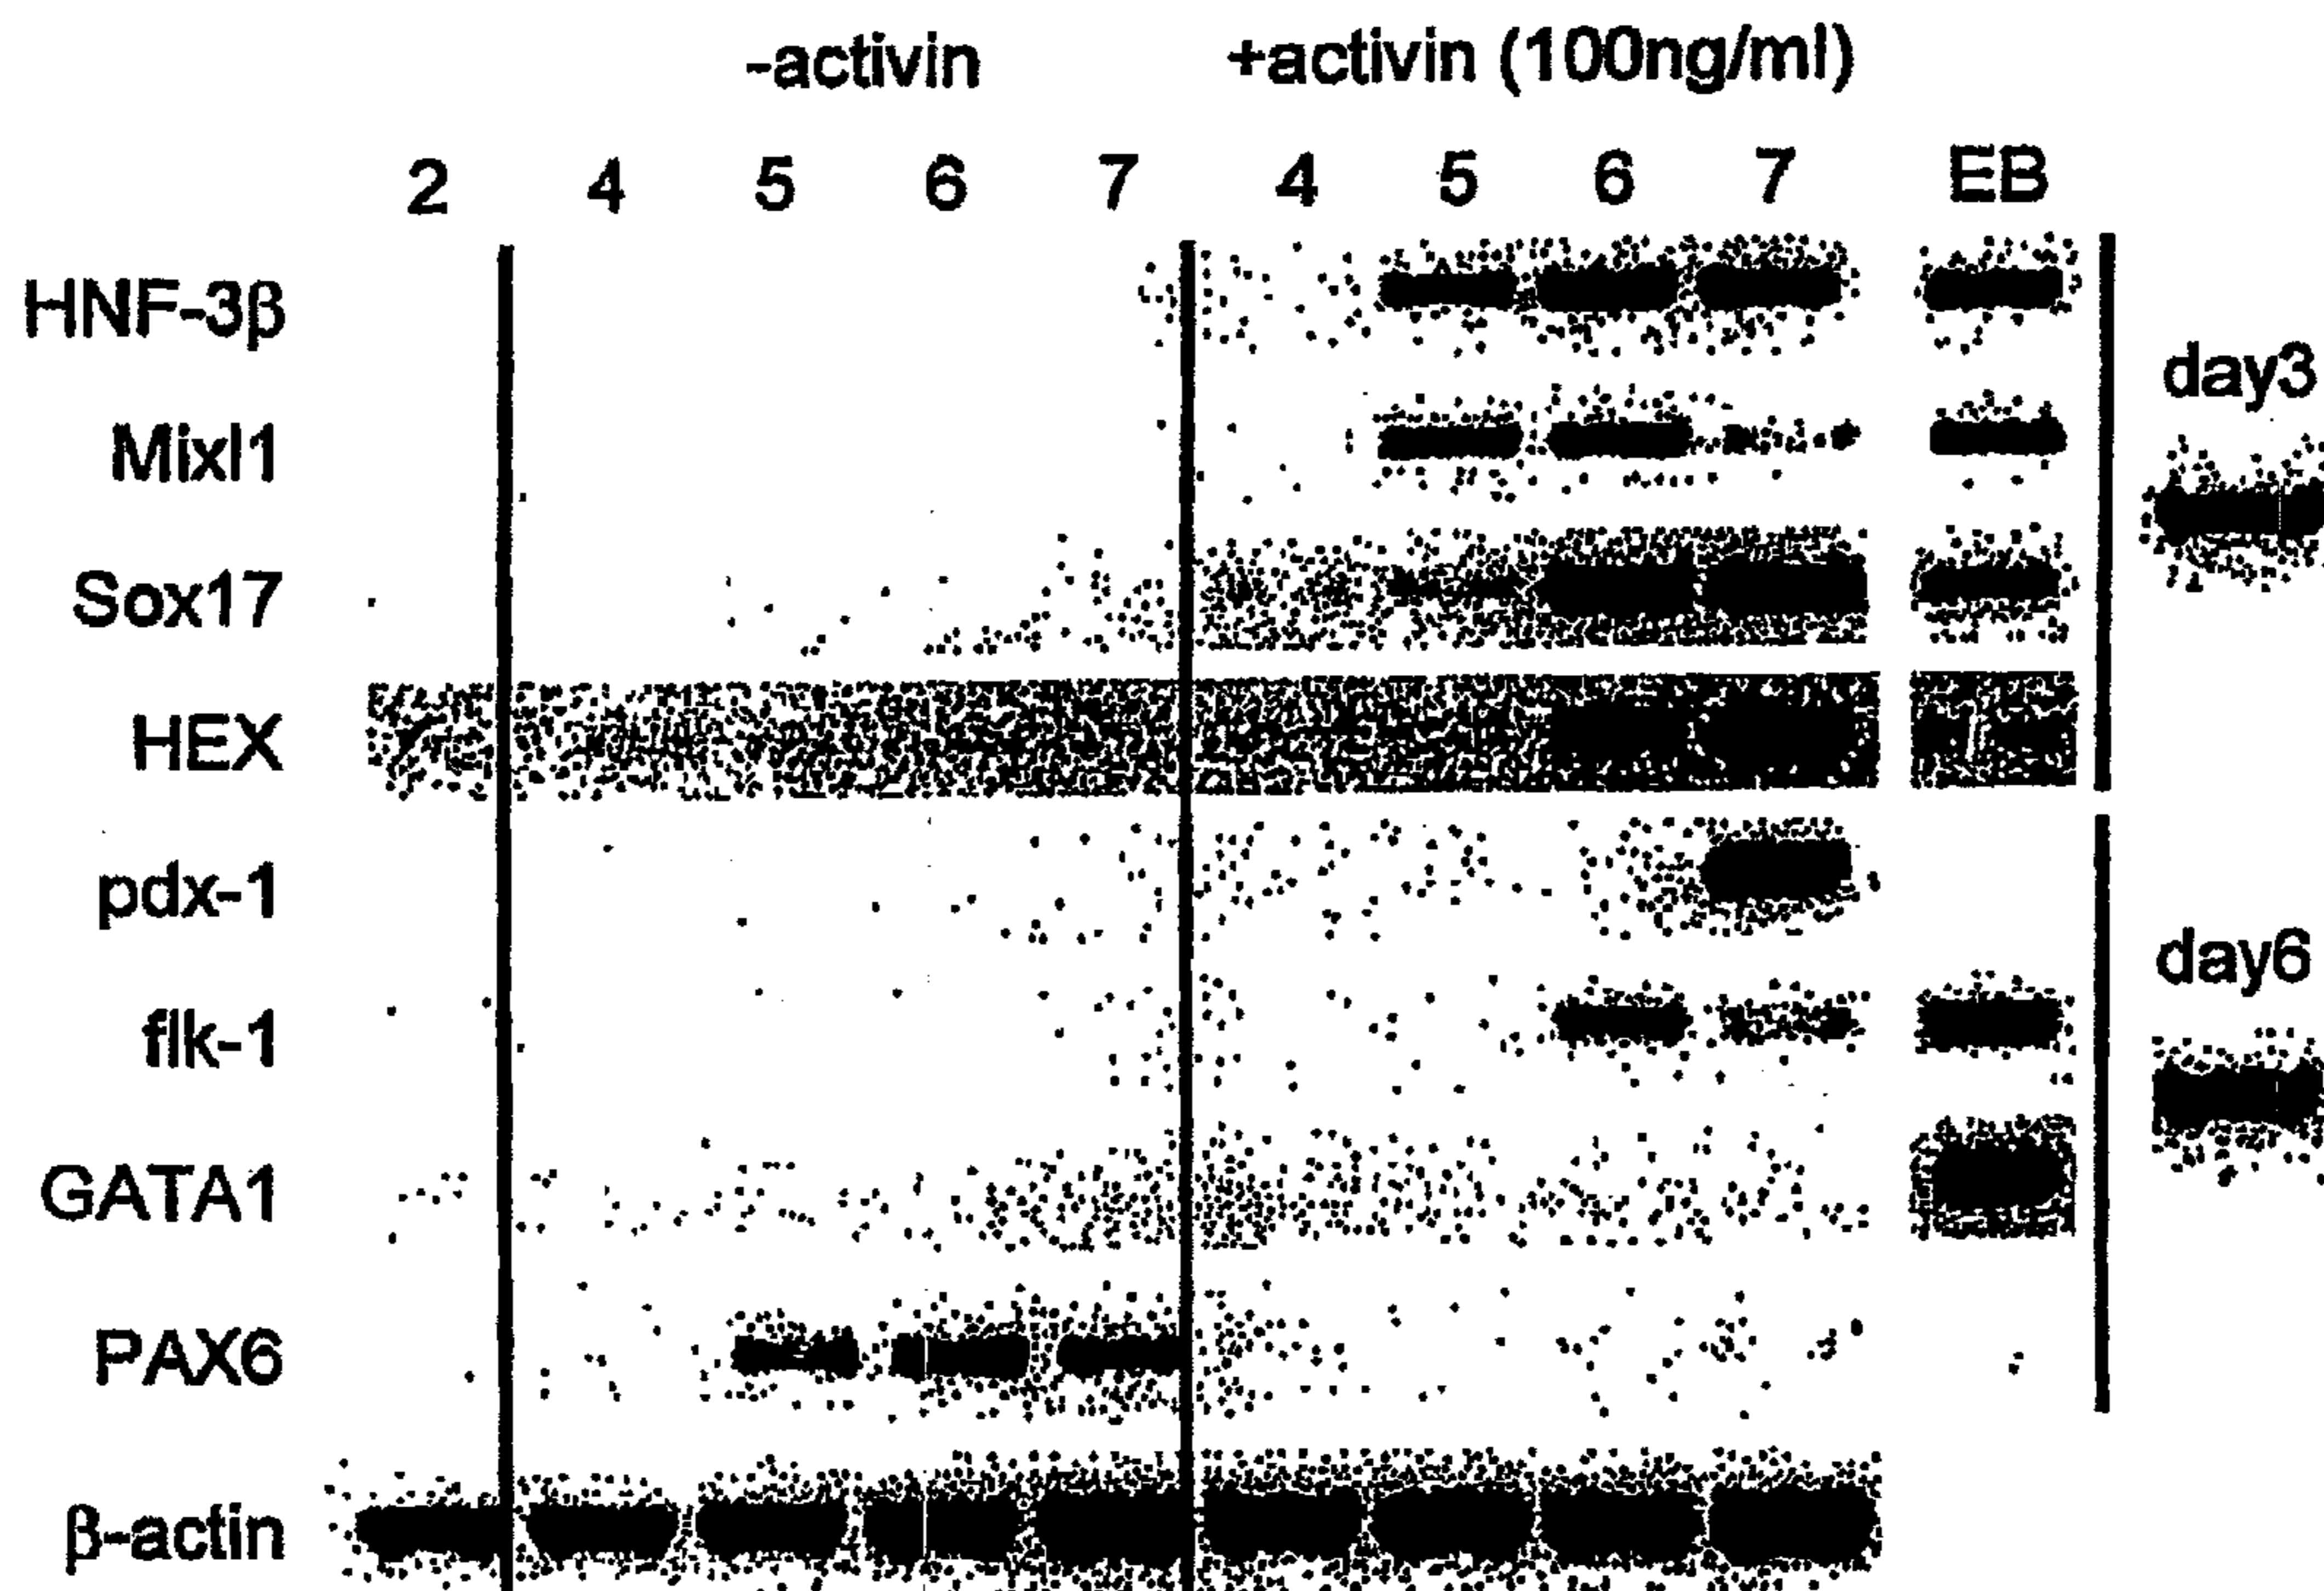 -activin +activin (100ng/ml)
2 4 5 6 7 4 5 6 7 EB
HNF-3β
day3
Mixl1
Sox17
HEX
pdx-1
day6
flk-1
GATA1
PAX6
β-actin